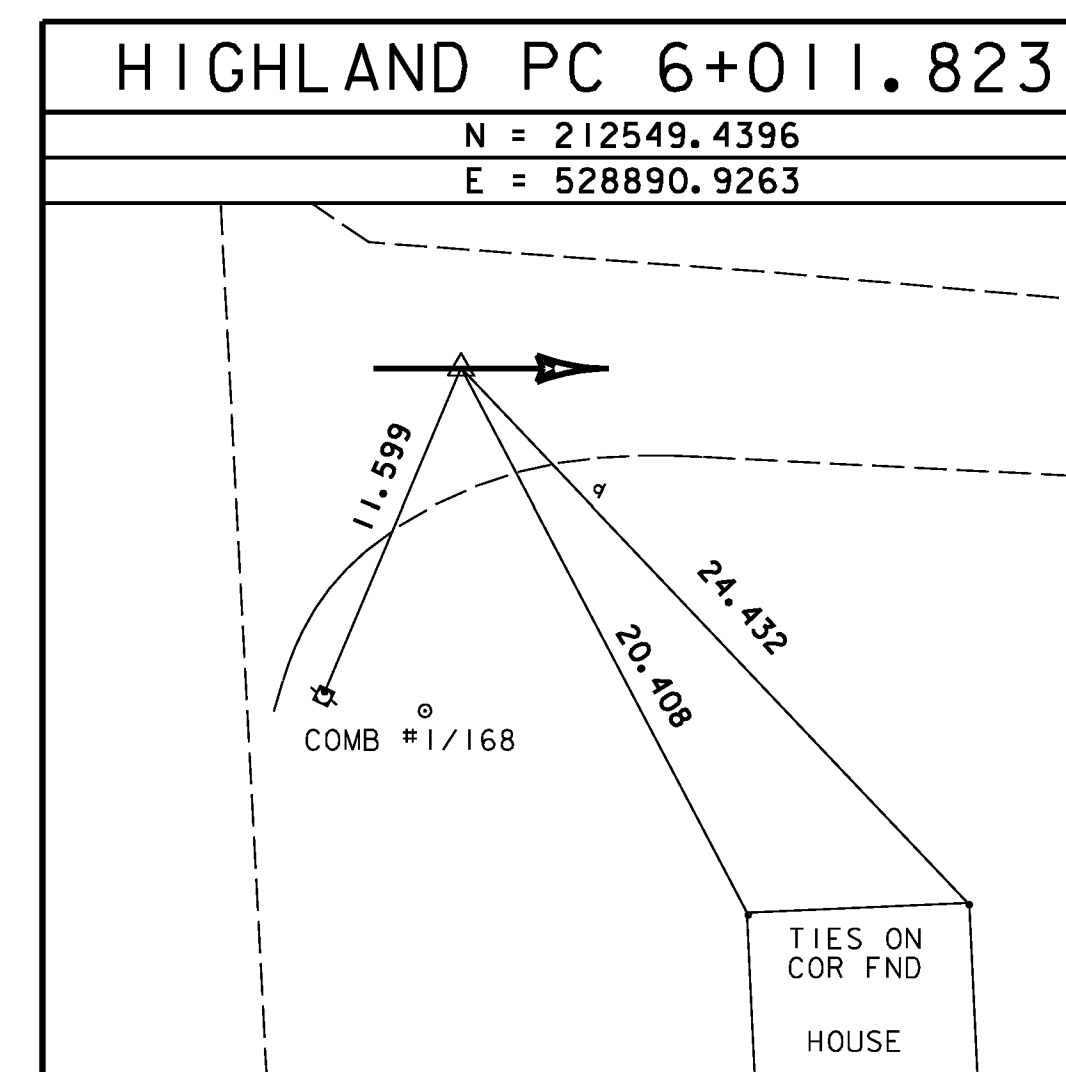 HIGHLAND PC 6+011.823
N = 212549.4396
E = 528890.9263
11.599
24.432
20.408
COMB #1/168
TIES ON
COR FND
HOUSE